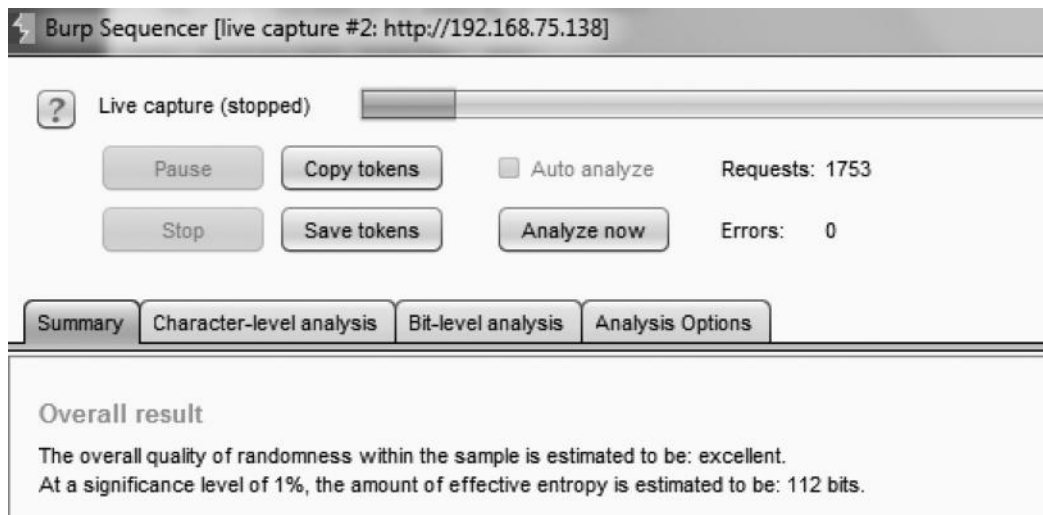 Burp Sequencer [live capture #2: http://192.168.75.138]
? Live capture (stopped)
Pause Copy tokens Auto analyze Requests: 1753
Stop Save tokens Analyze now Errors: 0
Summary Character-level analysis Bit-level analysis Analysis Options
Overall result
The overall quality of randomness within the sample is estimated to be: excellent.
At a significance level of 1%, the amount of effective entropy is estimated to be: 112 bits.